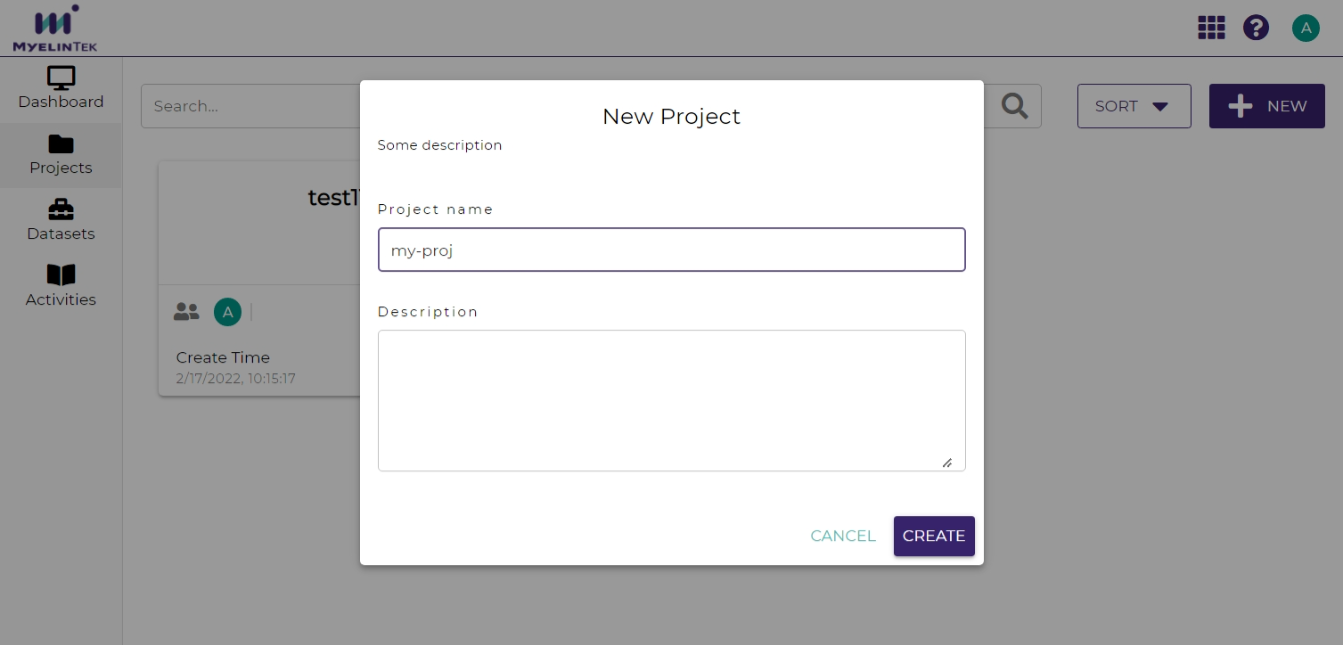 MYELINTEK
A
Dashboard
Projects
Datasets
Activities
Search...
SORT
NEW
A
Create Time
2/17/2022, 10:15:17
New Project
Some description
Project name
my-proj
Description
CANCEL
CREATE